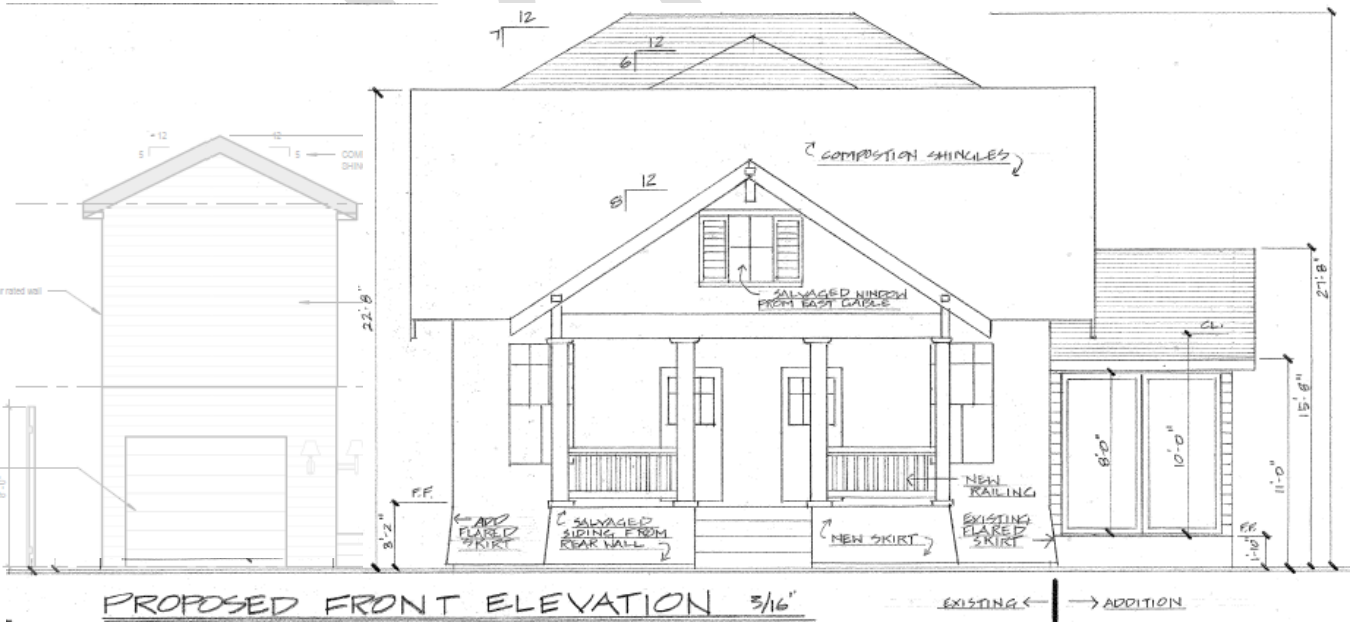 12
7
12
6
12
12
5
5
COM
SHIN
COMPOSTION SHINGLES
12
8
r rated wall
SALVAGED WINDOW
FROM EAST GABLE
22'-8"
27'-8"
CL.
15'-8"
8'-0"
10'-0"
11'-0"
NEW
RAILING
F.F.
3'-2"
ADD
FLARED
SKIRT
SALVAGED
SIDING FROM
REAR WALL
NEW SKIRT
EXISTING
FLARED
SKIRT
F.F.
1'-10"
PROPOSED FRONT ELEVATION 3/16"
EXISTING
ADDITION